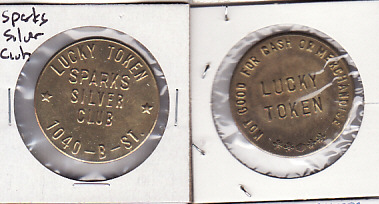 Sparks
Silver
Club
LUCKY TOKEN
SPARKS
SILVER
CLUB
1040-B-ST.
NOT GOOD FOR CASH OR MERCHANDISE
LUCKY
TOKEN